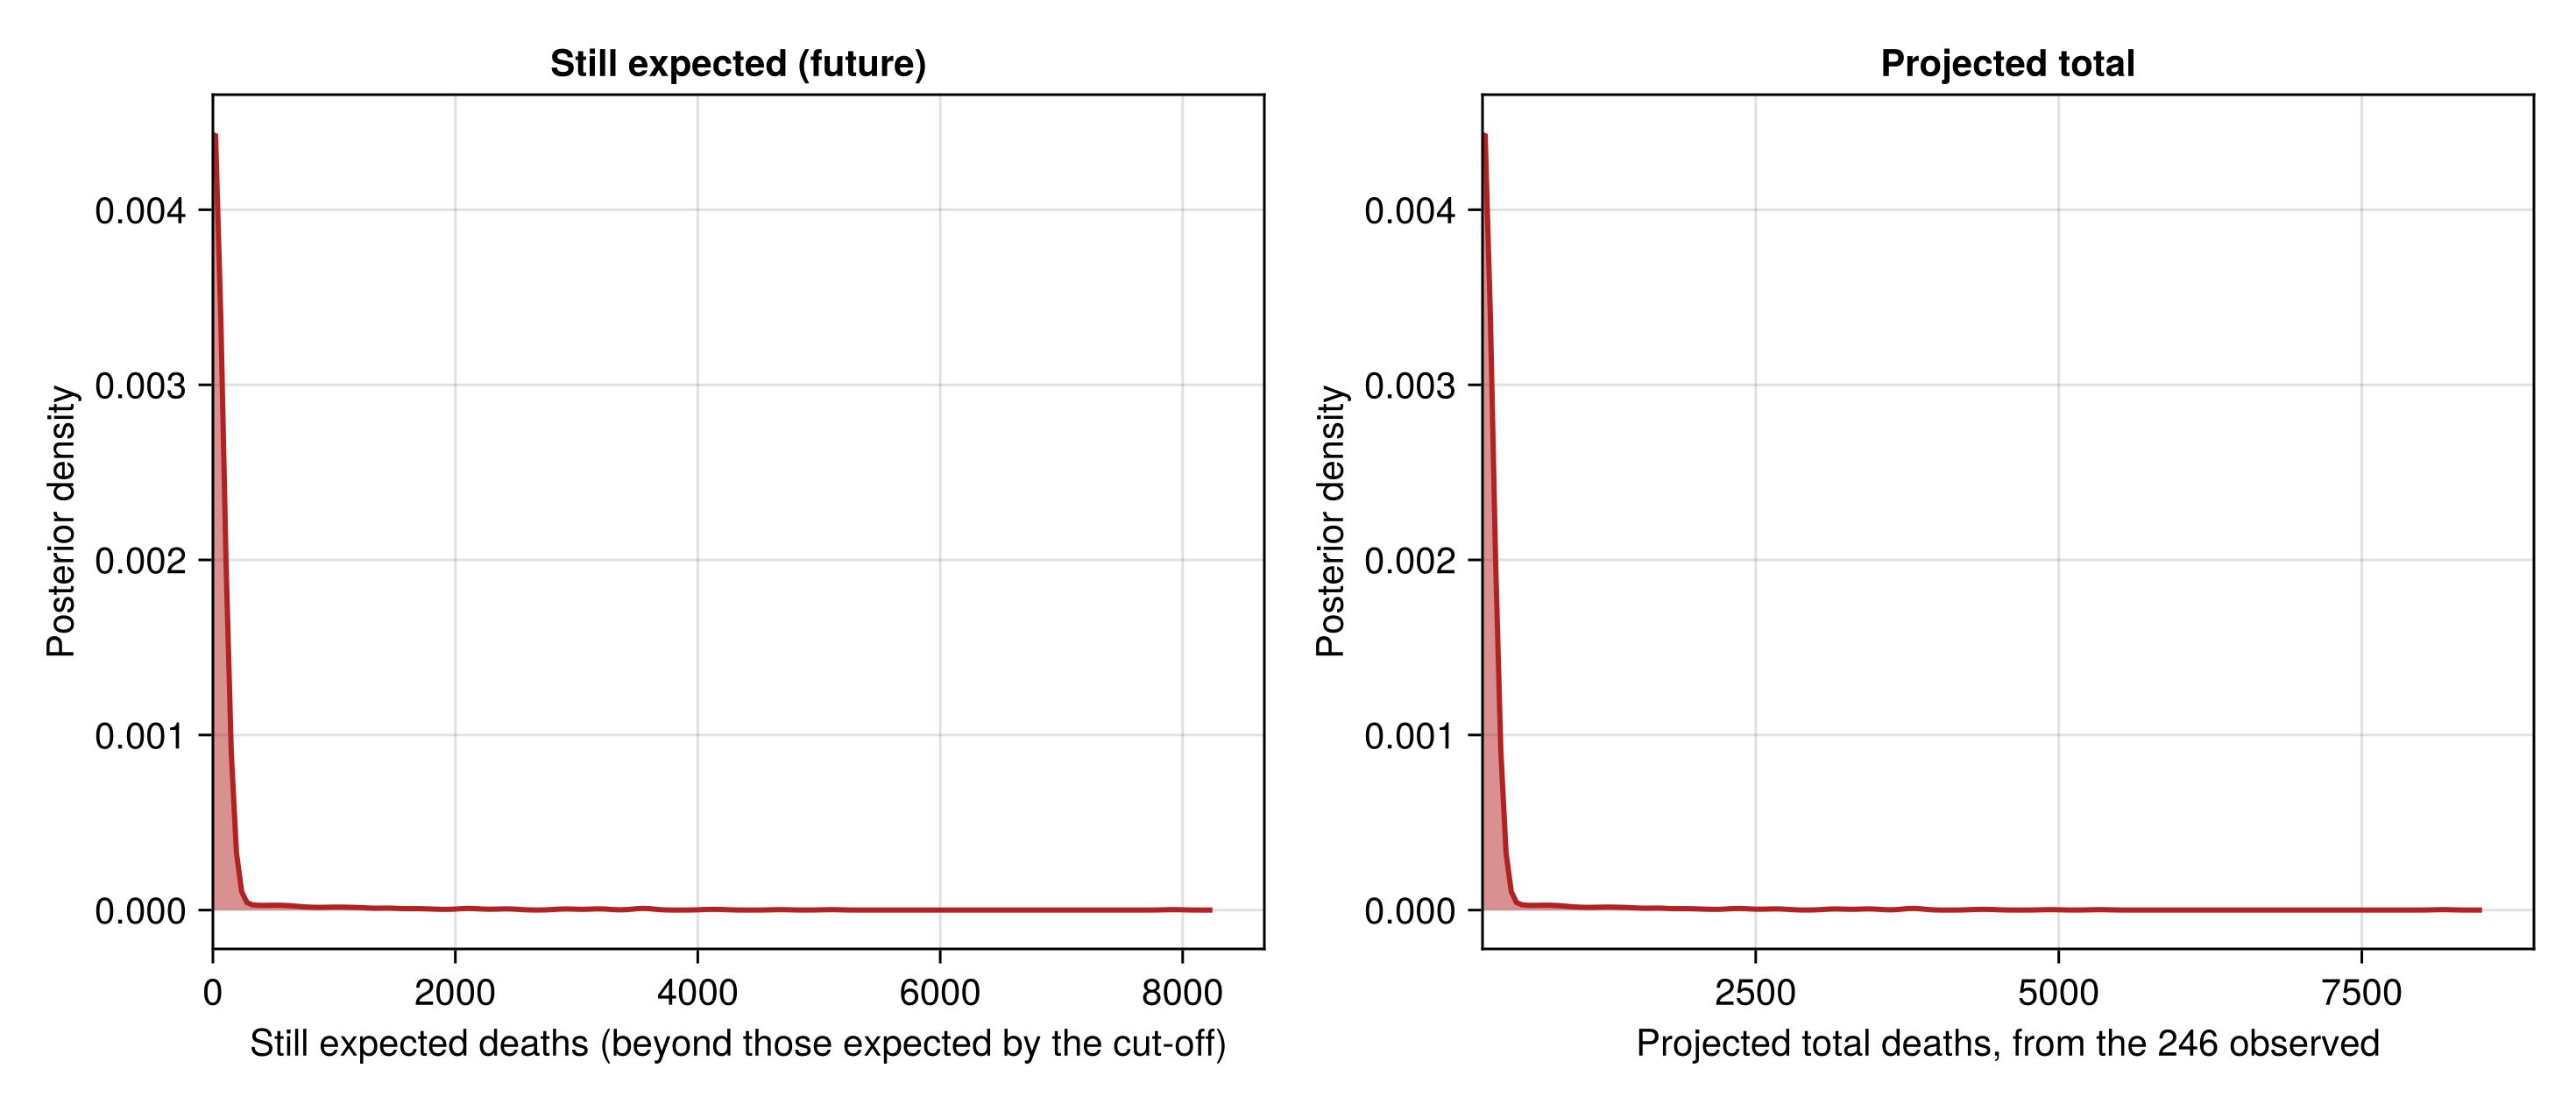 Still expected (future)
Posterior density
0.004
0.003
0.002
0.001
0.000
0 2000 4000 6000 8000
Still expected deaths (beyond those expected by the cut-off)
Projected total
Posterior density
0.004
0.003
0.002
0.001
0.000
2500 5000 7500
Projected total deaths, from the 246 observed